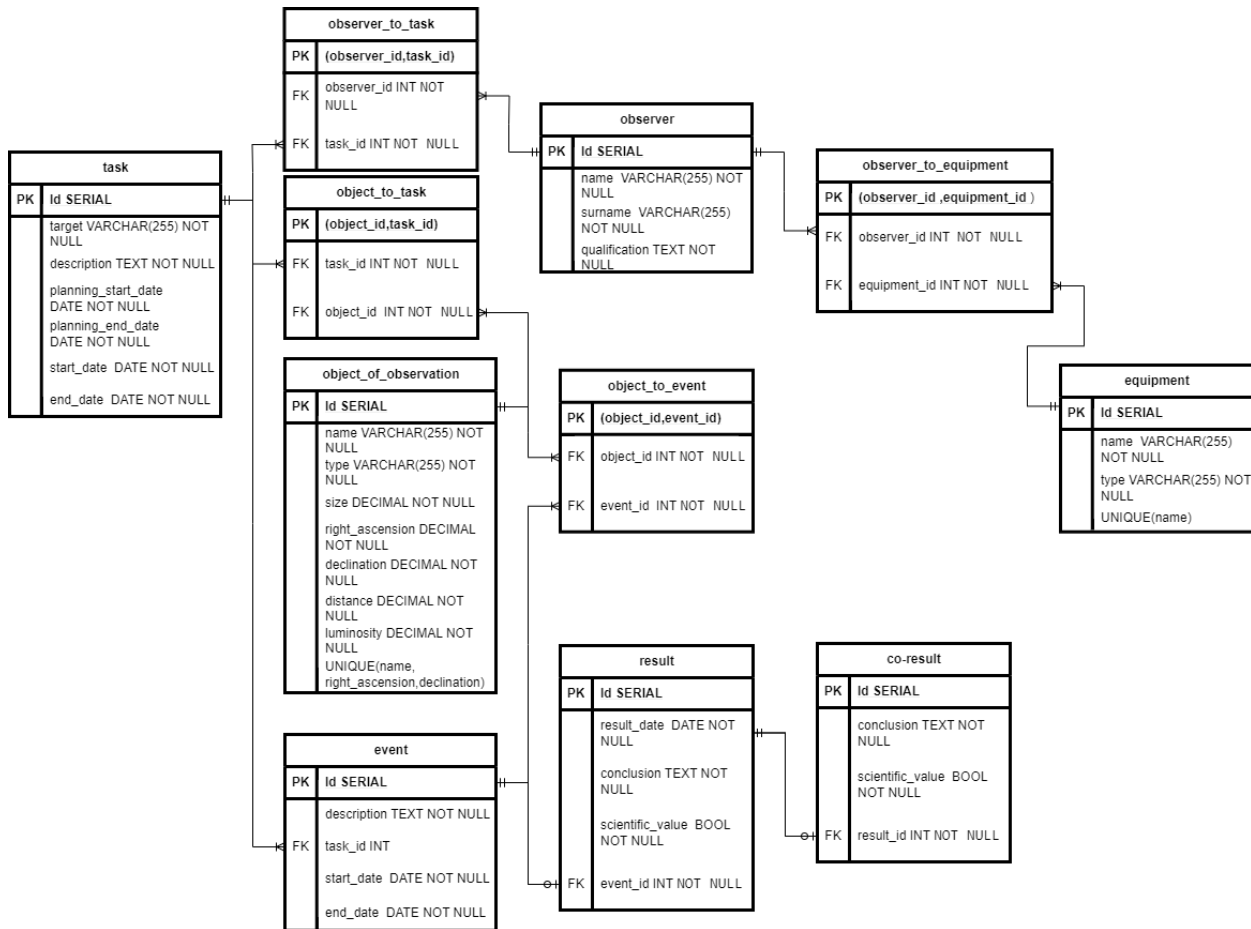 observer_to_task
PK (observer_id,task_id)
FK observer_id INT NOT
NULL
FK task_id INT NOT NULL
task
PK Id SERIAL
target VARCHAR(255) NOT
NULL
description TEXT NOT NULL
planning_start_date
DATE NOT NULL
planning_end_date
DATE NOT NULL
start_date DATE NOT NULL
end_date DATE NOT NULL
object_to_task
PK (object_id,task_id)
FK task_id INT NOT NULL
FK object_id INT NOT NULL
observer
PK Id SERIAL
name VARCHAR(255) NOT
NULL
surname VARCHAR(255)
NOT NULL
qualification TEXT NOT
NULL
observer_to_equipment
PK (observer_id ,equipment_id )
FK observer_id INT NOT NULL
FK equipment_id INT NOT NULL
object_of_observation
PK Id SERIAL
name VARCHAR(255) NOT
NULL
type VARCHAR(255) NOT
NULL
size DECIMAL NOT NULL
right_ascension DECIMAL
NOT NULL
declination DECIMAL NOT
NULL
distance DECIMAL NOT
NULL
luminosity DECIMAL NOT
NULL
UNIQUE(name,
right_ascension,declination)
object_to_event
PK (object_id,event_id)
FK object_id INT NOT NULL
FK event_id INT NOT NULL
equipment
PK Id SERIAL
name VARCHAR(255)
NOT NULL
type VARCHAR(255) NOT
NULL
UNIQUE(name)
event
PK Id SERIAL
description TEXT NOT NULL
FK task_id INT
start_date DATE NOT NULL
end_date DATE NOT NULL
result
PK Id SERIAL
result_date DATE NOT
NULL
conclusion TEXT NOT
NULL
scientific_value BOOL
NOT NULL
FK event_id INT NOT NULL
co-result
PK Id SERIAL
conclusion TEXT NOT
NULL
scientific_value BOOL
NOT NULL
FK result_id INT NOT NULL